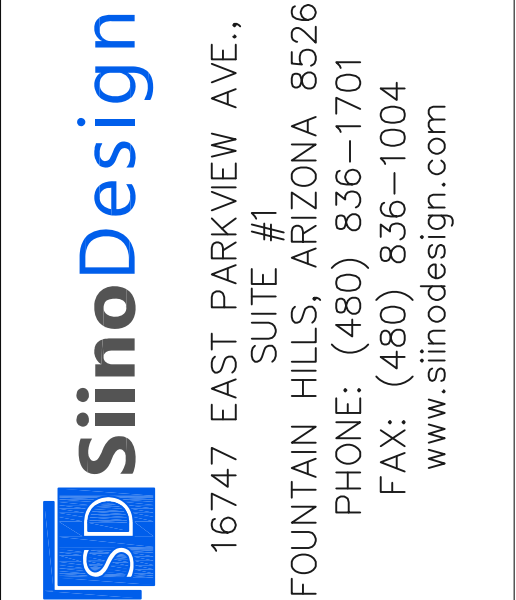 SD SiinoDesign
16747 EAST PARKVIEW AVE.,
SUITE #1
FOUNTAIN HILLS, ARIZONA 8526
PHONE: (480) 836-1701
FAX: (480) 836-1004
www.siinodesign.com